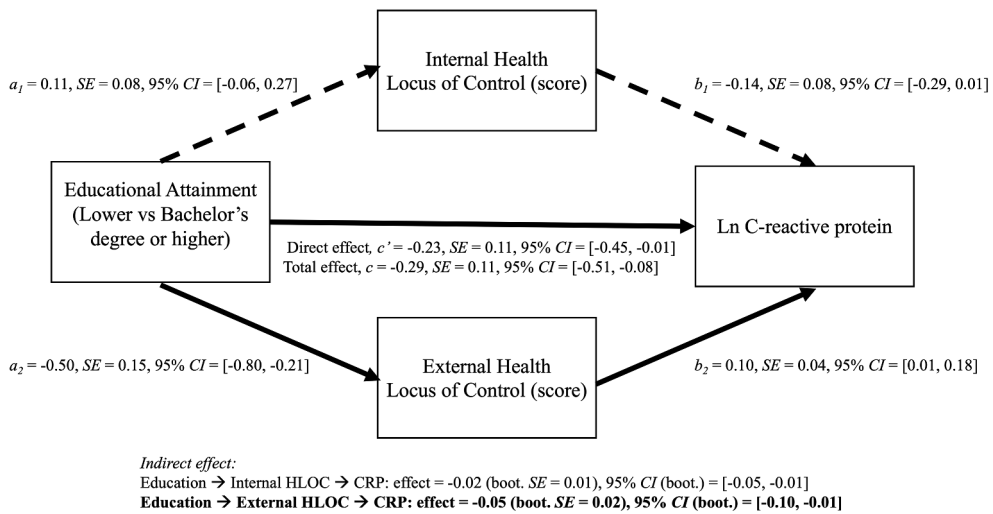 Internal Health
Locus of Control (score)
a1 = 0.11, SE = 0.08, 95% CI = [-0.06, 0.27]
b1 = -0.14, SE = 0.08, 95% CI = [-0.29, 0.01]
Educational Attainment
(Lower vs Bachelor’s
degree or higher)
Ln C-reactive protein
Direct effect, c’ = -0.23, SE = 0.11, 95% CI = [-0.45, -0.01]
Total effect, c = -0.29, SE = 0.11, 95% CI = [-0.51, -0.08]
a2 = -0.50, SE = 0.15, 95% CI = [-0.80, -0.21]
b2 = 0.10, SE = 0.04, 95% CI = [0.01, 0.18]
External Health
Locus of Control (score)
Indirect effect:
Education → Internal HLOC → CRP: effect = -0.02 (boot. SE = 0.01), 95% CI (boot.) = [-0.05, -0.01]
Education → External HLOC → CRP: effect = -0.05 (boot. SE = 0.02), 95% CI (boot.) = [-0.10, -0.01]